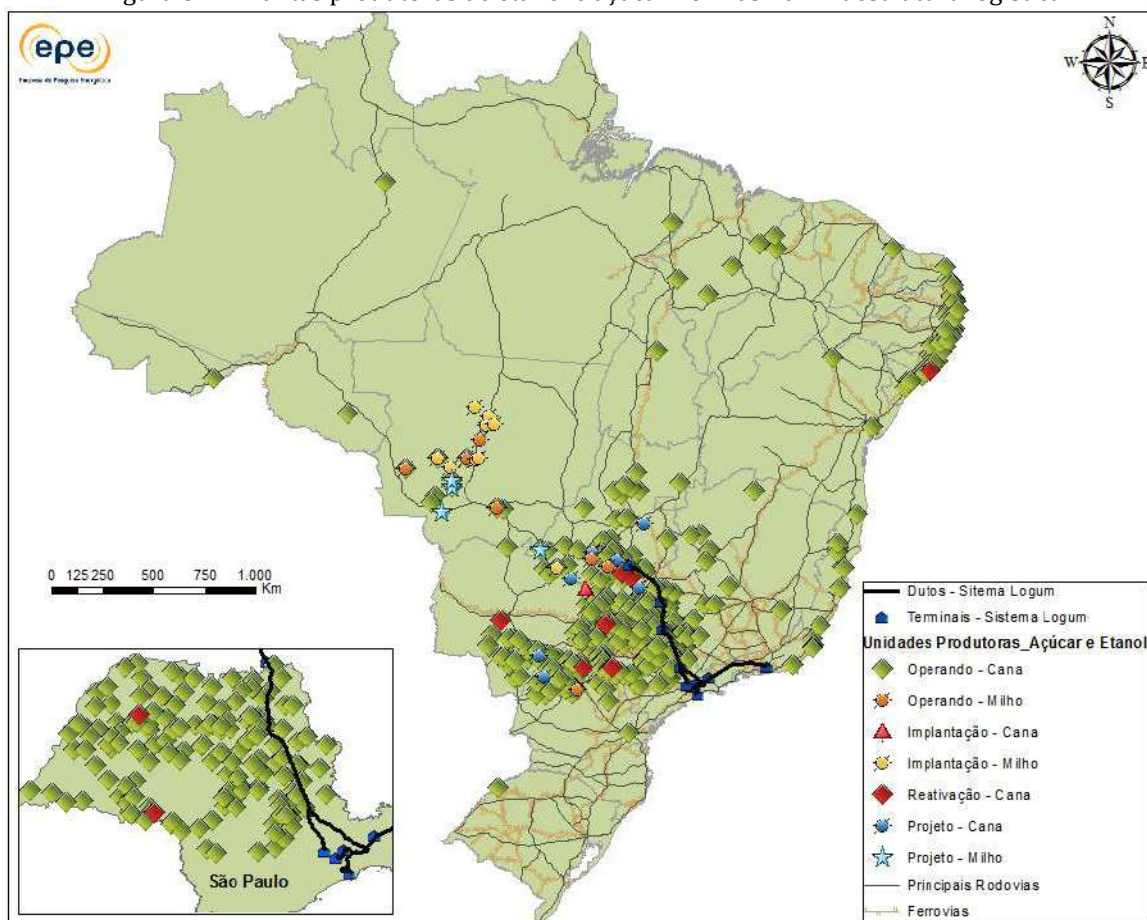 epe
Empresa de Pesquisa Energética
N
W E
S
0 125 250 500 750 1.000
Km
São Paulo
Dutos - Sitema Logum
Terminais - Sistema Logum
Unidades Produtoras_Açúcar e Etanol
Operando - Cana
Operando - Milho
Implantação - Cana
Implantação - Milho
Reativação - Cana
Projeto - Cana
Projeto - Milho
Principais Rodovias
Ferrovias